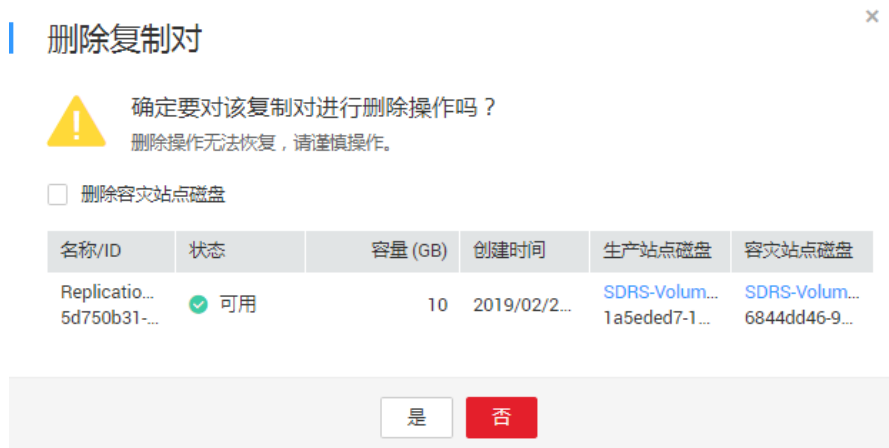 删除复制对
×
确定要对该复制对进行删除操作吗？
删除操作无法恢复，请谨慎操作。
删除容灾站点磁盘
名称/ID 状态 容量 (GB) 创建时间 生产站点磁盘 容灾站点磁盘
Replicatio... 可用 10 2019/02/2... SDRS-Volum... SDRS-Volum...
5d750b31-... 1a5eded7-1... 6844dd46-9...
是 否